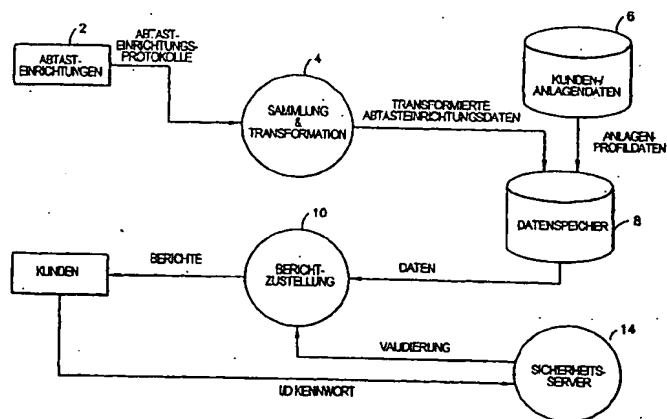 2
ABTAST-
EINRICHTUNGEN
ABTAST-
EINRICHTUNGS-
PROTOKOLLE
4
SAMMLUNG
&
TRANSFORMATION
TRANSFORMIERTE
ABTASTEINRICHTUNGSDATEN
6
KUNDEN-/
ANLAGENDATEN
ANLAGEN-
PROFILDATEN
DATENSPEICHER
8
10
BERICHT-
ZUSTELLUNG
DATEN
BERICHTE
KUNDEN
VALIDIERUNG
14
SICHERHEITS-
SERVER
I/D KENNWORT